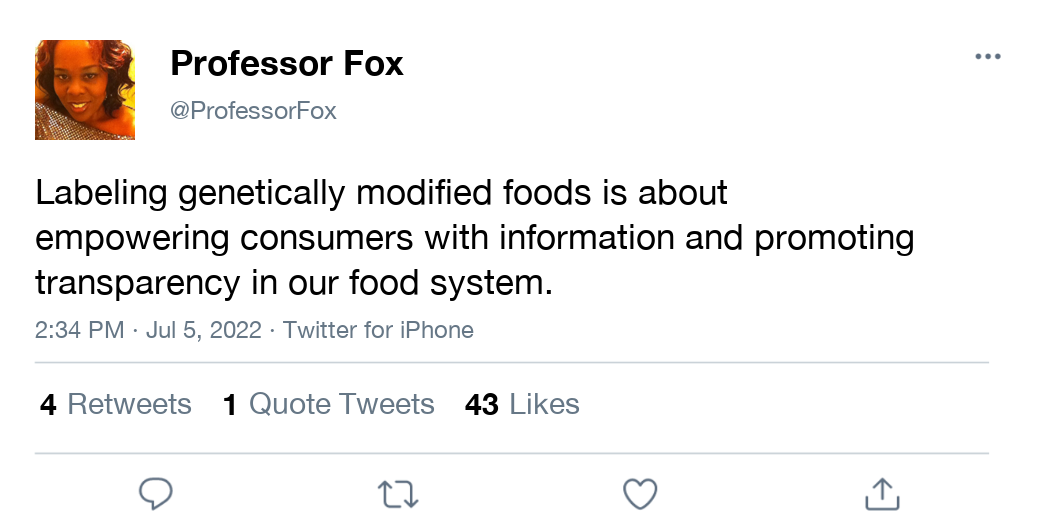 Professor Fox
@ProfessorFox
Labeling genetically modified foods is about
empowering consumers with information and promoting
transparency in our food system.
2:34 PM · Jul 5, 2022 · Twitter for iPhone
4 Retweets 1 Quote Tweets 43 Likes